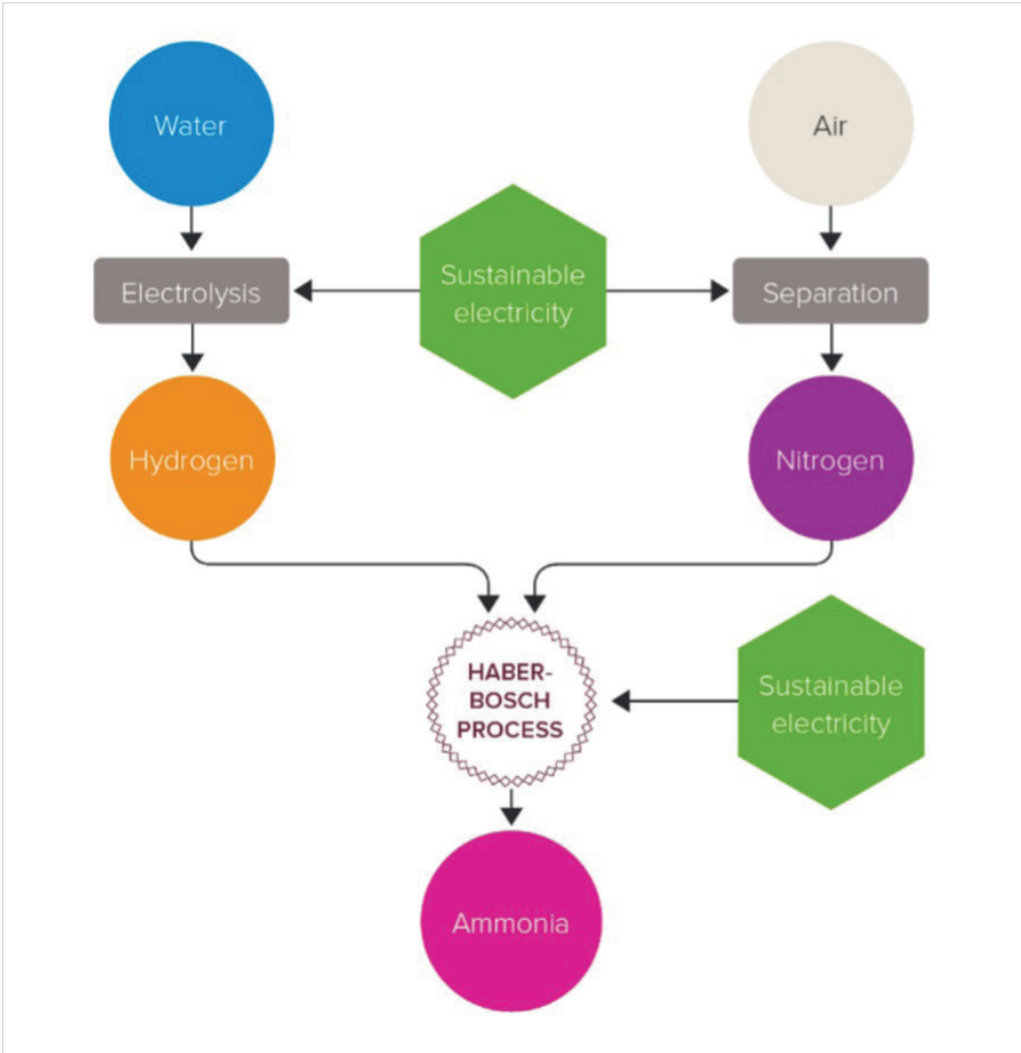 Water
Air
Sustainable
electricity
Electrolysis
Separation
Hydrogen
Nitrogen
HABER-
BOSCH
PROCESS
Sustainable
electricity
Ammonia